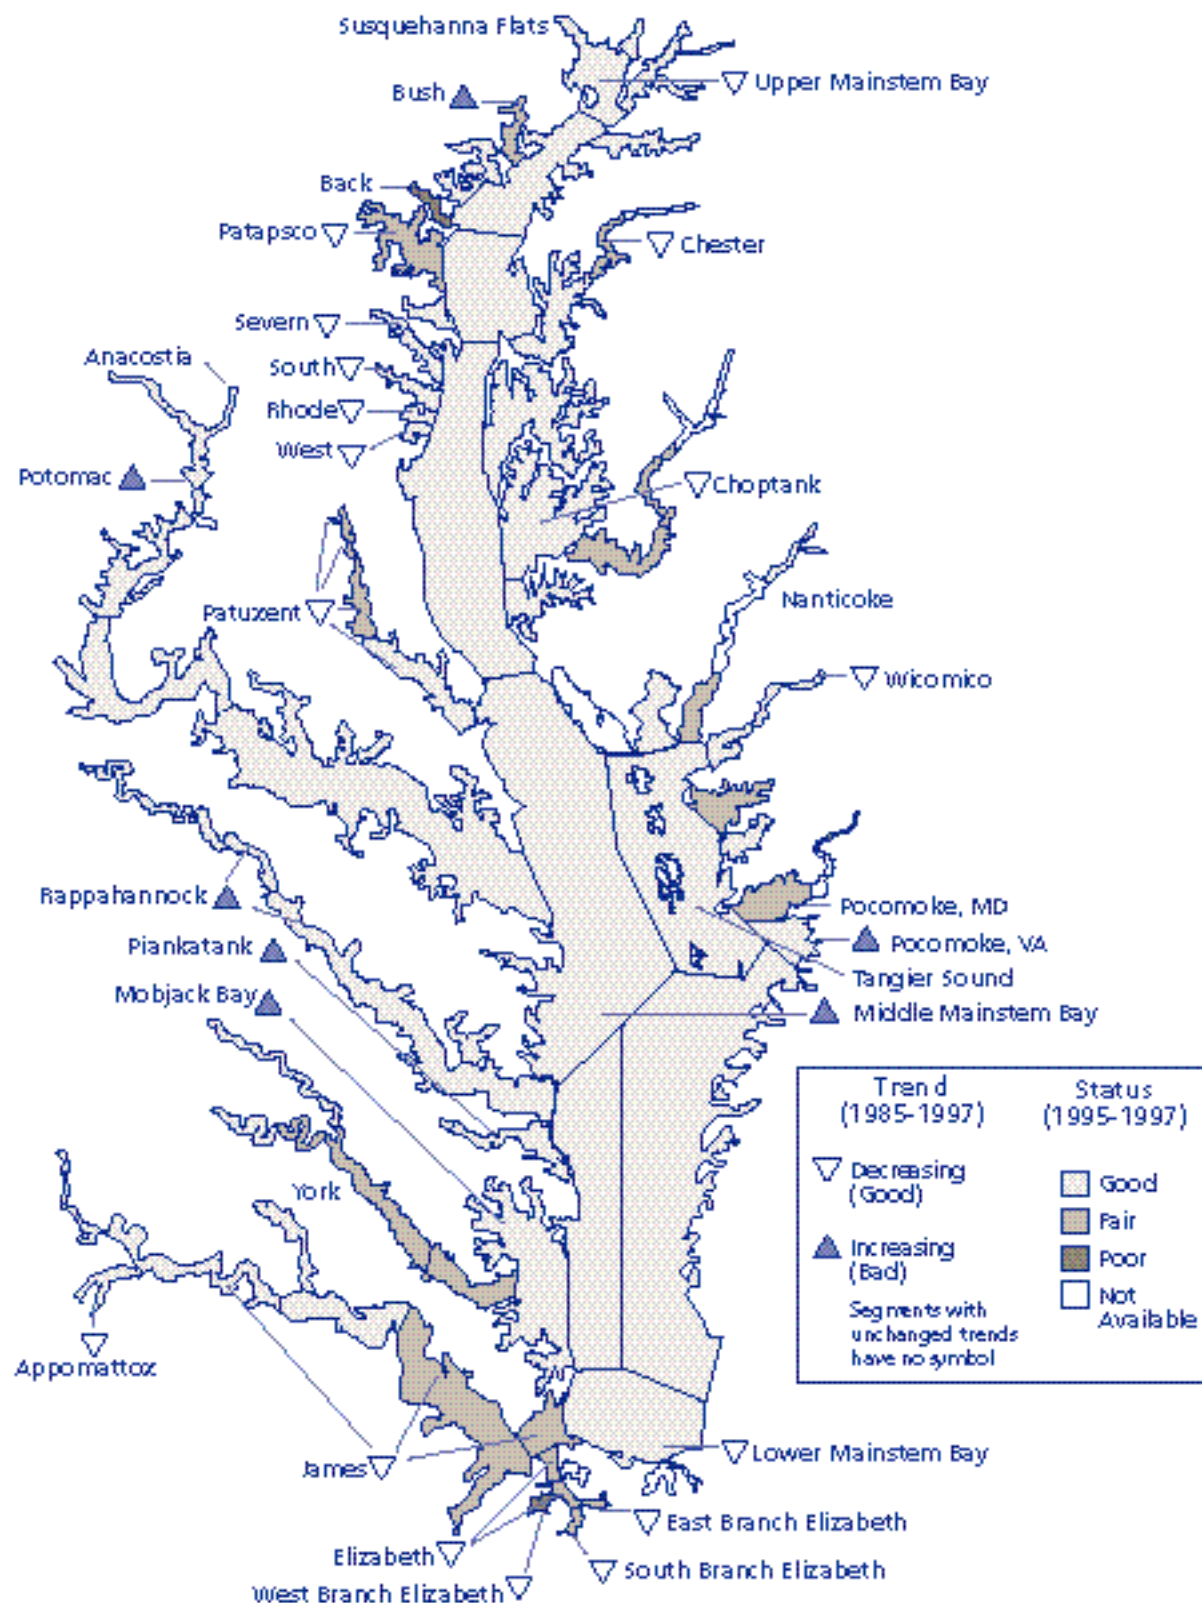 Susquehanna Flats
Upper Mainstem Bay
Bush
Back
Patapsco
Chester
Severn
Anacostia
South
Rhode
West
Potomac
Choptank
Patuxent
Nanticoke
Wicomico
Rappahannock
Pocomoke, MD
Piankatank
Pocomoke, VA
Tangier Sound
Mobjack Bay
Middle Mainstem Bay
York
Appomattox
James
Lower Mainstem Bay
East Branch Elizabeth
Elizabeth
South Branch Elizabeth
West Branch Elizabeth
Trend
(1985-1997)
Decreasing
(Good)
Increasing
(Bad)
Segments with
unchanged trends
have no symbol
Status
(1995-1997)
Good
Fair
Poor
Not
Available